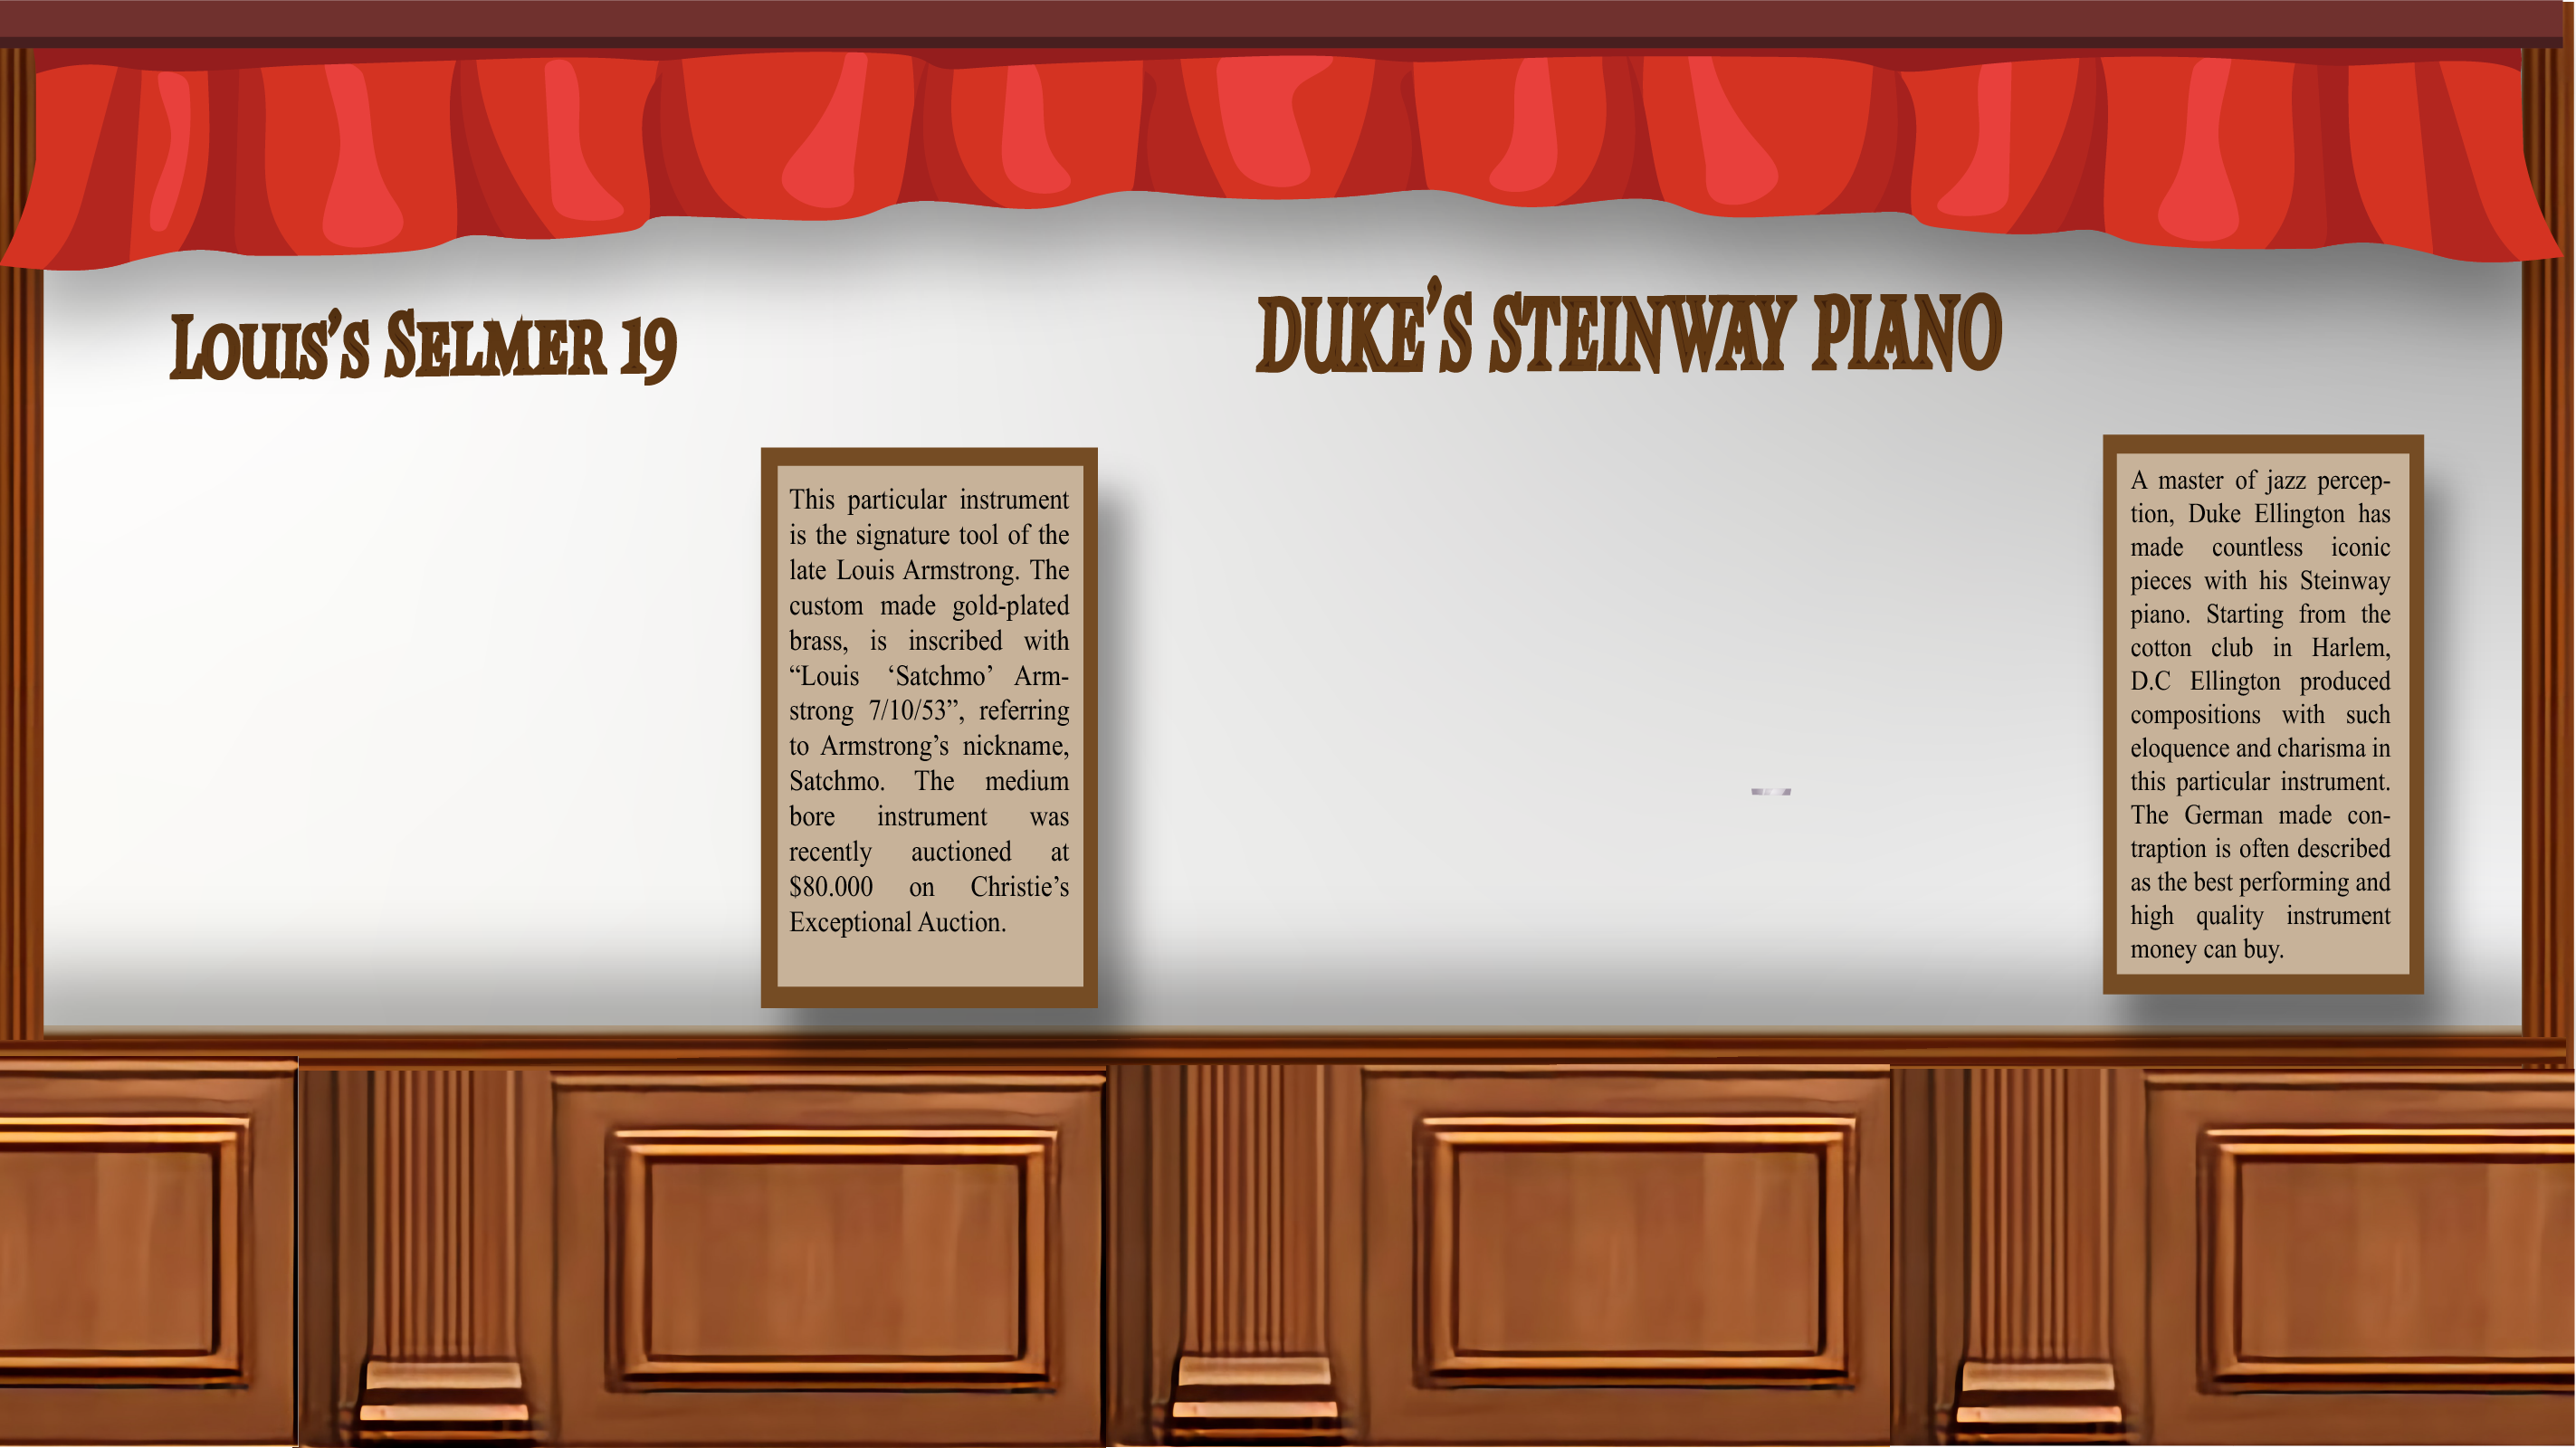 Louis’s Selmer 19
DUKE’S STEINWAY PIANO
This particular instrument
is the signature tool of the
late Louis Armstrong. The
custom made gold-plated
brass, is inscribed with
“Louis ‘Satchmo’ Arm-
strong 7/10/53”, referring
to Armstrong’s nickname,
Satchmo. The medium
bore instrument was
recently auctioned at
$80.000 on Christie’s
Exceptional Auction.
A master of jazz percep-
tion, Duke Ellington has
made countless iconic
pieces with his Steinway
piano. Starting from the
cotton club in Harlem,
D.C Ellington produced
compositions with such
eloquence and charisma in
this particular instrument.
The German made con-
traption is often described
as the best performing and
high quality instrument
money can buy.